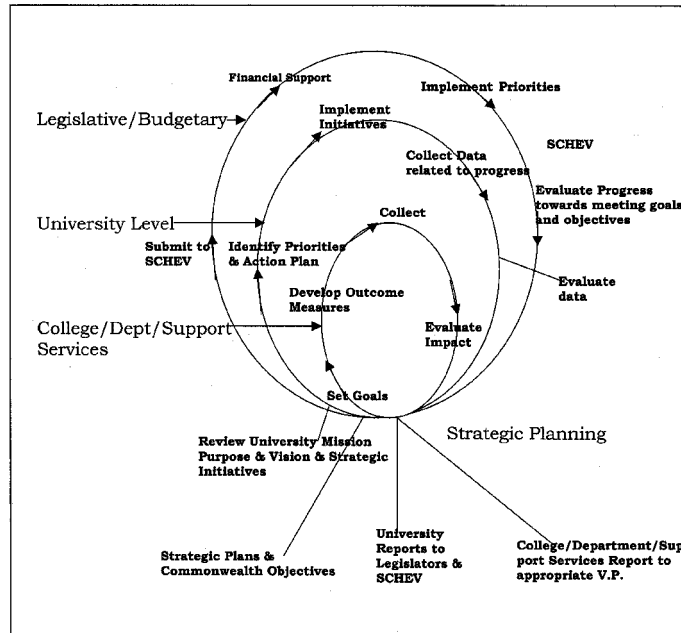 Financial Support
Implement Priorities
Legislative/Budgetary
Implement
Initiatives
SCHEV
Collect Data
related to progress
Evaluate Progress
towards meeting goals
and objectives
Collect
University Level
Submit to
SCHEV
Identify Priorities
& Action Plan
Evaluate
data
Develop Outcome
Measures
College/Dept/Support
Services
Evaluate
Impact
Set Goals
Strategic Planning
Review University Mission
Purpose & Vision & Strategic
Initiatives
Strategic Plans &
Commonwealth Objectives
University
Reports to
Legislators &
SCHEV
College/Department/Sup
port Services Report to
appropriate V.P.